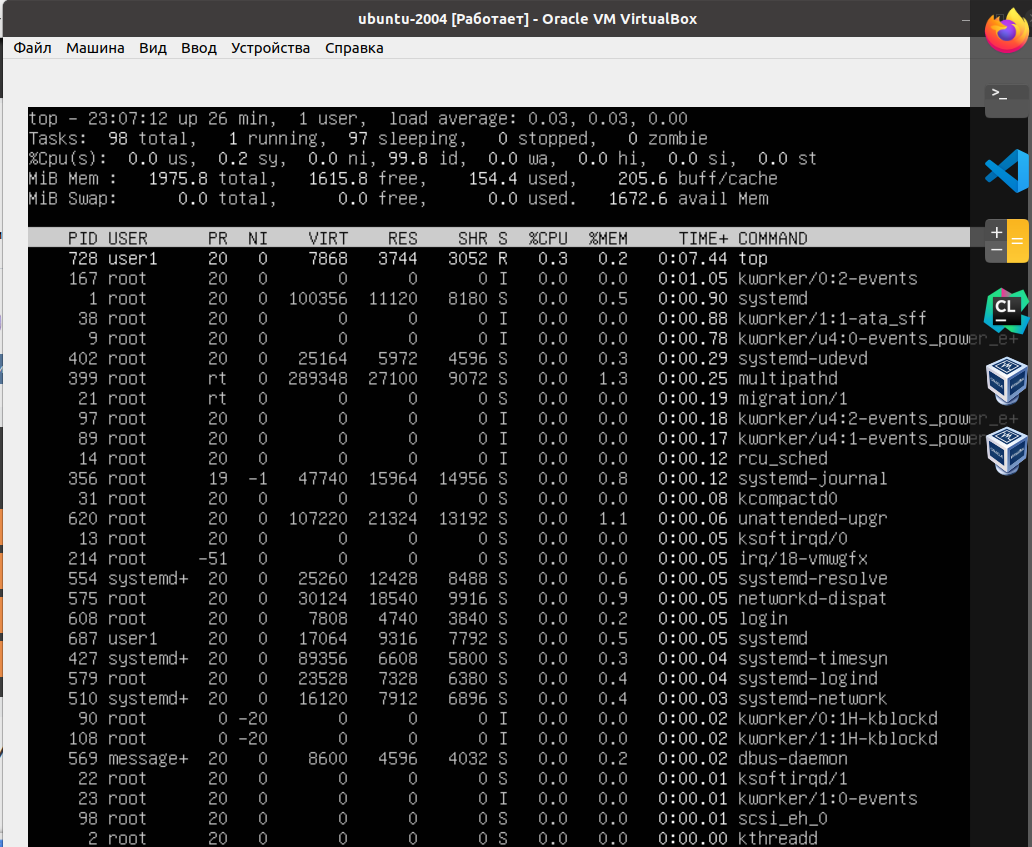 ubuntu-2004 [Работает] - Oracle VM VirtualBox
Файл Машина Вид Ввод Устройства Справка
top - 23:07:12 up 26 min,  1 user,  load average: 0.03, 0.03, 0.00
Tasks:  98 total,   1 running,  97 sleeping,   0 stopped,   0 zombie
%Cpu(s):  0.0 us,  0.2 sy,  0.0 ni, 99.8 id,  0.0 wa,  0.0 hi,  0.0 si,  0.0 st
MiB Mem :   1975.8 total,   1615.8 free,    154.4 used,    205.6 buff/cache
MiB Swap:      0.0 total,      0.0 free,      0.0 used.   1672.6 avail Mem
PID USER PR NI VIRT RES SHR S %CPU %MEM TIME+ COMMAND
728 user1 20 0 7868 3744 3052 R 0.3 0.2 0:07.44 top
167 root 20 0 0 0 0 I 0.0 0.0 0:01.05 kworker/0:2-events
1 root 20 0 100356 11120 8180 S 0.0 0.5 0:00.90 systemd
38 root 20 0 0 0 0 I 0.0 0.0 0:00.88 kworker/1:1-ata_sff
9 root 20 0 0 0 0 I 0.0 0.0 0:00.78 kworker/u4:0-events_power_e+
402 root 20 0 25164 5972 4596 S 0.0 0.3 0:00.29 systemd-udevd
399 root rt 0 289348 27100 9072 S 0.0 1.3 0:00.25 multipathd
21 root rt 0 0 0 0 S 0.0 0.0 0:00.19 migration/1
97 root 20 0 0 0 0 I 0.0 0.0 0:00.18 kworker/u4:2-events_power_e+
89 root 20 0 0 0 0 I 0.0 0.0 0:00.17 kworker/u4:1-events_power_e+
14 root 20 0 0 0 0 I 0.0 0.0 0:00.12 rcu_sched
356 root 19 -1 47740 15964 14956 S 0.0 0.8 0:00.12 systemd-journal
31 root 20 0 0 0 0 S 0.0 0.0 0:00.08 kcompactd0
620 root 20 0 107220 21324 13192 S 0.0 1.1 0:00.06 unattended-upgr
13 root 20 0 0 0 0 S 0.0 0.0 0:00.05 ksoftirqd/0
214 root -51 0 0 0 0 S 0.0 0.0 0:00.05 irq/18-vmwgfx
554 systemd+ 20 0 25260 12428 8488 S 0.0 0.6 0:00.05 systemd-resolve
575 root 20 0 30124 18540 9916 S 0.0 0.9 0:00.05 networkd-dispat
608 root 20 0 7808 4740 3840 S 0.0 0.2 0:00.05 login
687 user1 20 0 17064 9316 7792 S 0.0 0.5 0:00.05 systemd
427 systemd+ 20 0 89356 6608 5800 S 0.0 0.3 0:00.04 systemd-timesyn
579 root 20 0 23528 7328 6380 S 0.0 0.4 0:00.04 systemd-logind
510 systemd+ 20 0 16120 7912 6896 S 0.0 0.4 0:00.03 systemd-network
90 root 0 -20 0 0 0 I 0.0 0.0 0:00.02 kworker/0:1H-kblockd
108 root 0 -20 0 0 0 I 0.0 0.0 0:00.02 kworker/1:1H-kblockd
569 message+ 20 0 8600 4596 4032 S 0.0 0.2 0:00.02 dbus-daemon
22 root 20 0 0 0 0 S 0.0 0.0 0:00.01 ksoftirqd/1
23 root 20 0 0 0 0 I 0.0 0.0 0:00.01 kworker/1:0-events
98 root 20 0 0 0 0 S 0.0 0.0 0:00.01 scsi_eh_0
2 root 20 0 0 0 0 S 0.0 0.0 0:00.00 kthreadd
>_
CL